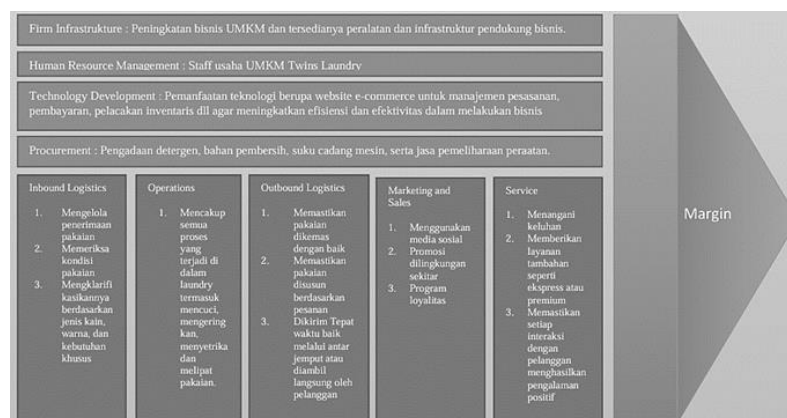 Firm Infrastructure : Peningkatan bisnis UMKM dan tersedianya peralatan dan infrastruktur pendukung bisnis.
Human Resource Management : Staff usaha UMKM Twins Laundry
Technology Development : Pemanfaatan teknologi berupa website e-commerce untuk manajemen pesasanan,
pembayaran, pelacakan inventaris dll agar meningkatkan efisiensi dan efektivitas dalam melakukan bisnis
Procurement : Pengadaan detergen, bahan pembersih, suku cadang mesin, serta jasa pemeliharaan peraatan.
Inbound Logistics
1. Mengelola
penerimaan
pakaian
2. Memeriksa
kondisi
pakaian
3. Mengklarifi
kasikannya
berdasarkan
jenis kain,
warna, dan
kebutuhan
khusus
Operations
1. Mencakup
semua
proses
yang
terjadi di
dalam
laundry
termasuk
mencuci,
mengering
kan,
menyetrika
dan
melipat
pakaian.
Outbound Logistics
1. Memastikan
pakaian
dikemas
dengan baik
2. Memastikan
pakaian
disusun
berdasarkan
pesanan
3. Dikirim Tepat
waktu baik
melalui antar
jemput atau
diambil
langsung oleh
pelanggan
Marketing and
Sales
1. Menggunakan
media sosial
2. Promosi
dilingkungan
sekitar
3. Program
loyalitas
Service
1. Menangani
keluhan
2. Memberikan
layanan
tambahan
seperti
ekspress atau
premium
3. Memastikan
setiap
interaksi
dengan
pelanggan
menghasilkan
pengalaman
positif
Margin